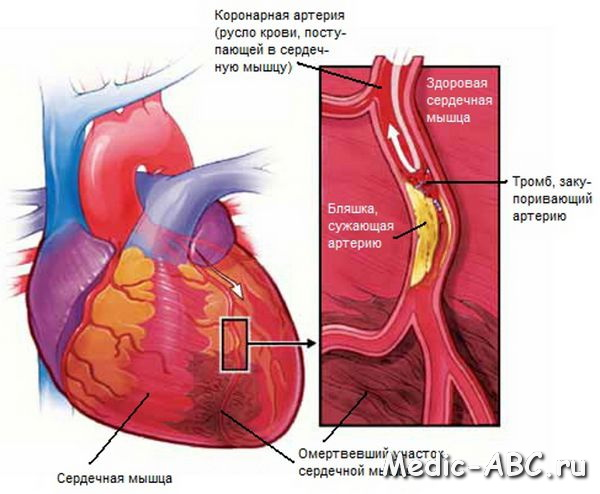 Коронарная артерия
(русло крови, посту-
пающей в сердеч-
ную мышцу)
Здоровая
сердечная
мышца
Тромб, заку-
поривающий
артерию
Бляшка,
сужающая
артерию
Омертвевший участок
сердечной мы
Сердечная мышца
Medic-ABC.ru